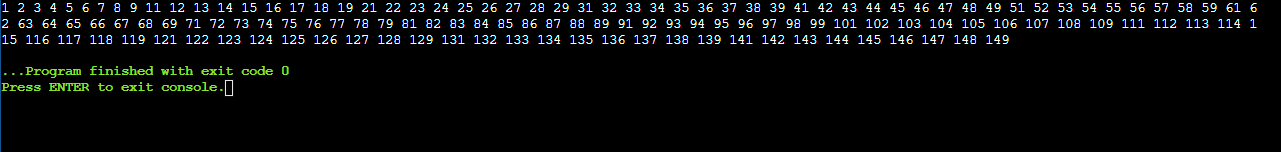 1 2 3 4 5 6 7 8 9 11 12 13 14 15 16 17 18 19 21 22 23 24 25 26 27 28 29 31 32 33 34 35 36 37 38 39 41 42 43 44 45 46 47 48 49 51 52 53 54 55 56 57 58 59 61 6
2 63 64 65 66 67 68 69 71 72 73 74 75 76 77 78 79 81 82 83 84 85 86 87 88 89 91 92 93 94 95 96 97 98 99 101 102 103 104 105 106 107 108 109 111 112 113 114 1
15 116 117 118 119 121 122 123 124 125 126 127 128 129 131 132 133 134 135 136 137 138 139 141 142 143 144 145 146 147 148 149
...Program finished with exit code 0
Press ENTER to exit console.